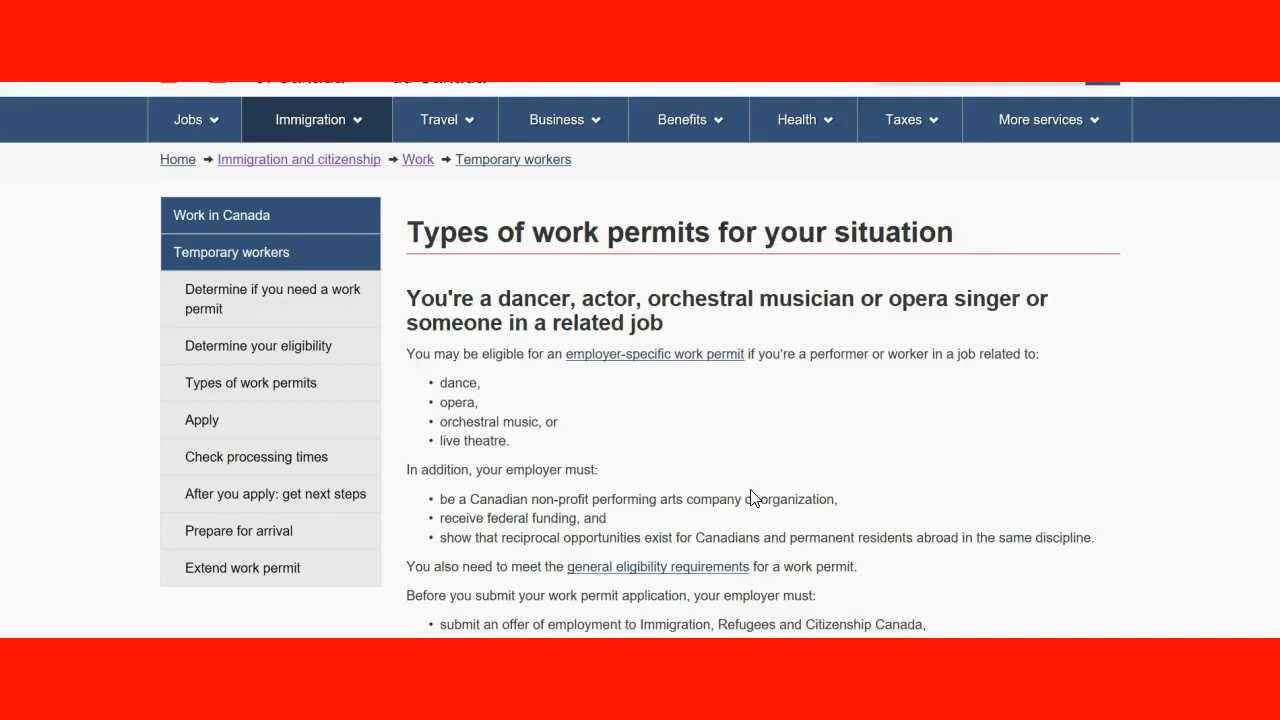 Jobs
Immigration
Travel
Business
Benefits
Health
Taxes
More services
Home → Immigration and citizenship → Work → Temporary workers
Work in Canada
Temporary workers
Determine if you need a work
permit
Determine your eligibility
Types of work permits
Apply
Check processing times
After you apply: get next steps
Prepare for arrival
Extend work permit
Types of work permits for your situation
You're a dancer, actor, orchestral musician or opera singer or
someone in a related job
You may be eligible for an employer-specific work permit if you're a performer or worker in a job related to:
• dance,
• opera,
• orchestral music, or
• live theatre.
In addition, your employer must:
• be a Canadian non-profit performing arts company or organization,
• receive federal funding, and
• show that reciprocal opportunities exist for Canadians and permanent residents abroad in the same discipline.
You also need to meet the general eligibility requirements for a work permit.
Before you submit your work permit application, your employer must:
• submit an offer of employment to Immigration, Refugees and Citizenship Canada,